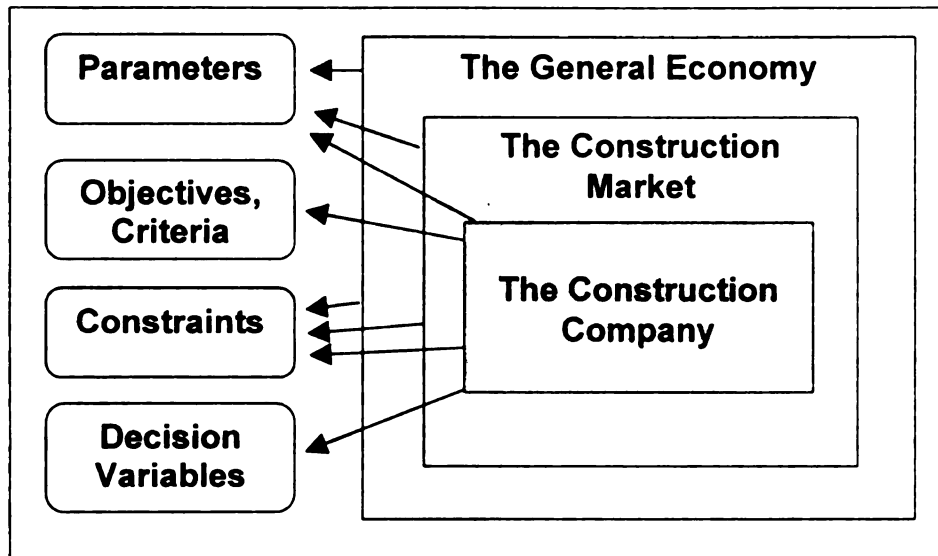 Parameters
Objectives,
Criteria
Constraints
Decision
Variables
The General Economy
The Construction
Market
The Construction
Company